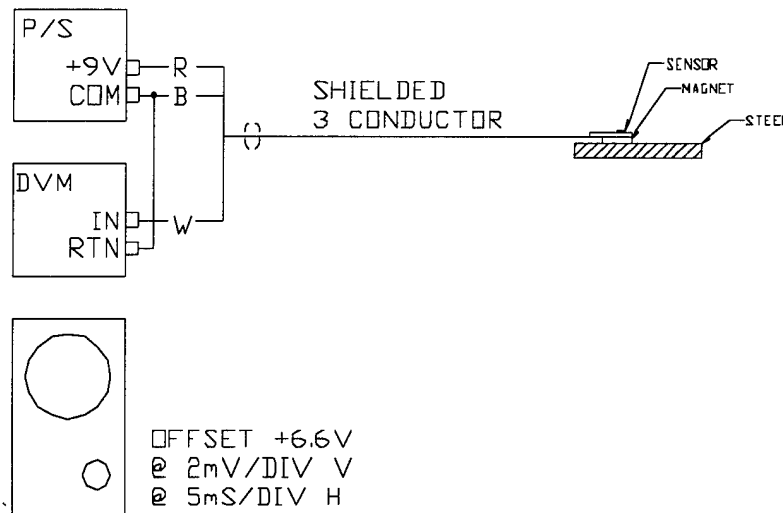 P/S
+9V
COM
R
B
SHIELDED
3 CONDUCTOR
SENSOR
MAGNET
STEEL
DVM
IN
RTN
W
OFFSET +6.6V
@ 2mV/DIV V
@ 5mS/DIV H